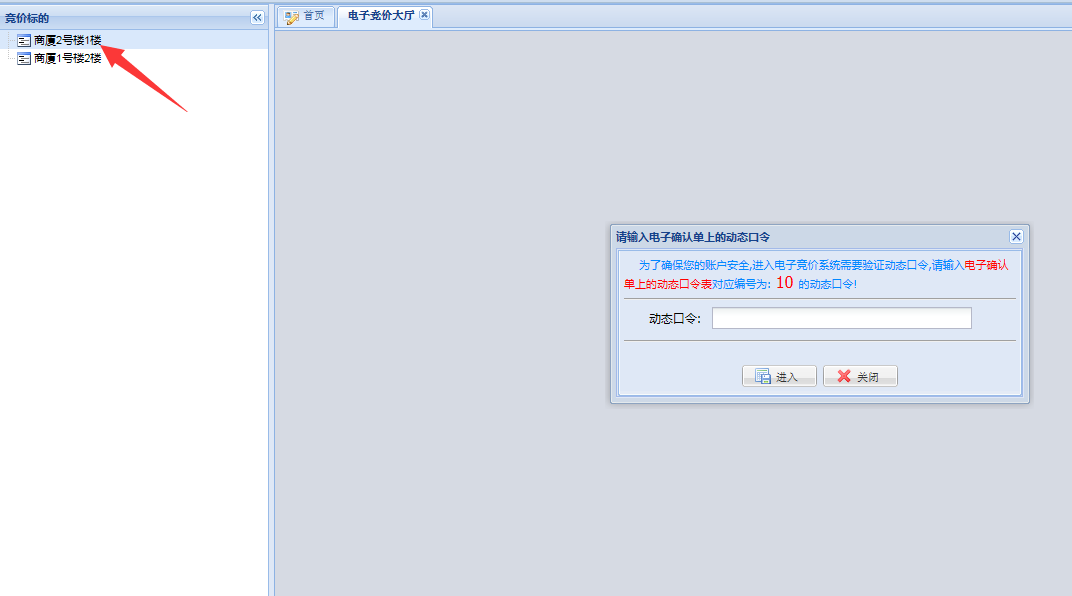 竞价标的
商厦2号楼1楼
商厦1号楼2楼
首页
电子竞价大厅
请输入电子确认单上的动态口令
为了确保您的账户安全,进入电子竞价系统需要验证动态口令,请输入电子确认
单上的动态口令表对应编号为: 10 的动态口令!
动态口令:
进入
关闭